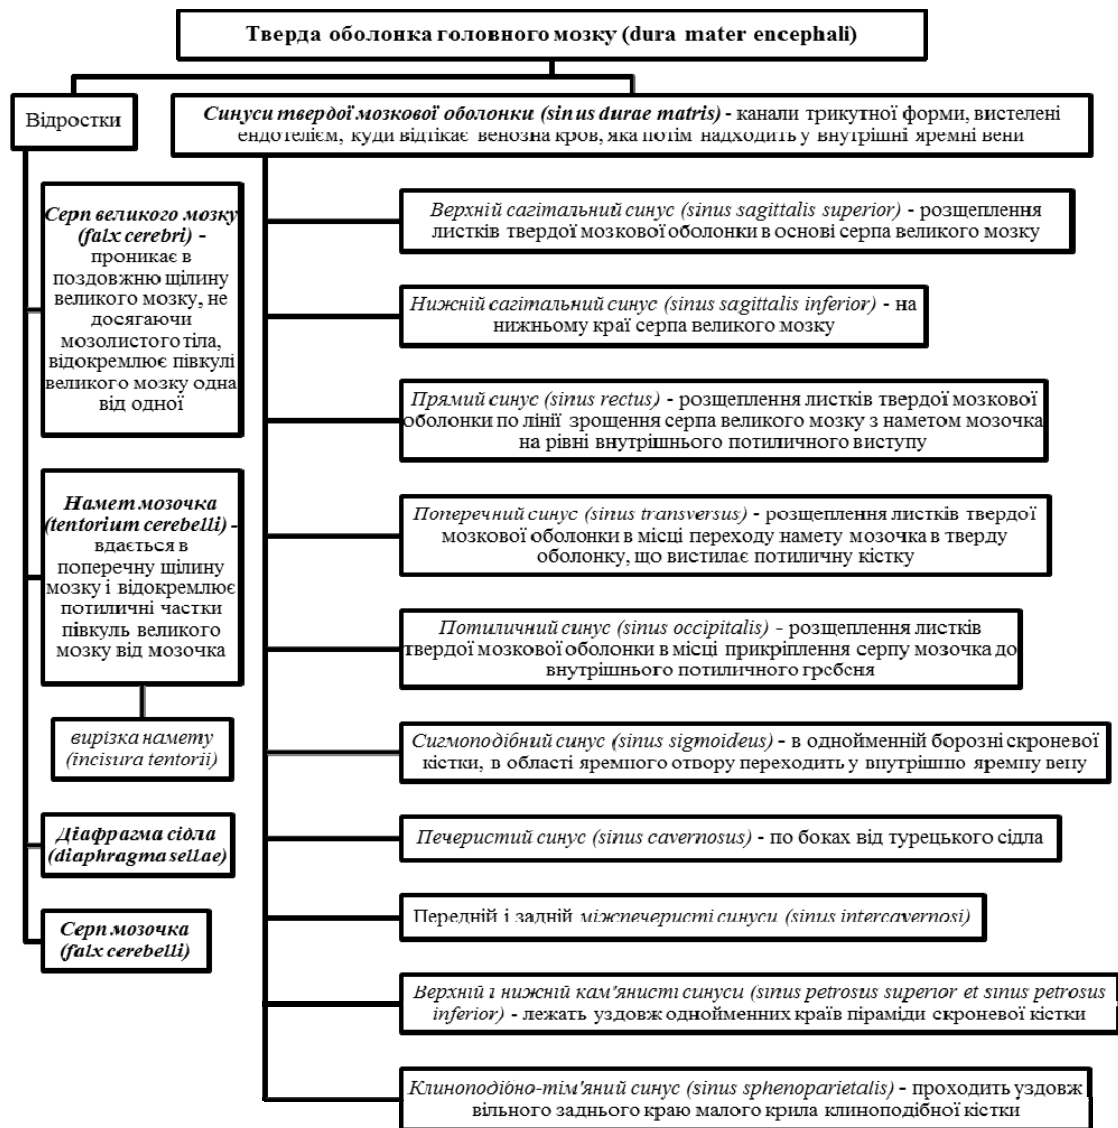 Тверда оболонка головного мозку (dura mater encephali)
Відростки
Синуси твердої мозкової оболонки (sinus durae matris) - канали трикутної форми, вистелені
ендотелієм, куди відтікає венозна кров, яка потім надходить у внутрішні яремні вени
Серп великого мозку
(falx cerebri) -
проникає в
поздовжню щілину
великого мозку, не
досягаючи
мозолистого тіла,
відокремлює півкулі
великого мозку одна
від одної
Намет мозочка
(tentorium cerebelli) -
вдається в
поперечну щілину
мозку і відокремлює
потиличні частки
півкуль великого
мозку від мозочка
вирізка намету
(incisura tentorii)
Діафрагма сідла
(diaphragma sellae)
Серп мозочка
(falx cerebelli)
Верхній сагітальний синус (sinus sagittalis superior) - розщеплення
листків твердої мозкової оболонки в основі серпа великого мозку
Нижній сагітальний синус (sinus sagittalis inferior) - на
нижньому краї серпа великого мозку
Прямий синус (sinus rectus) - розщеплення листків твердої мозкової
оболонки по лінії зрощення серпа великого мозку з наметом мозочка
на рівні внутрішнього потиличного виступу
Поперечний синус (sinus transversus) - розщеплення листків твердої
мозкової оболонки в місці переходу намету мозочка в тверду
оболонку, що вистилає потиличну кістку
Потиличний синус (sinus occipitalis) - розщеплення листків
твердої мозкової оболонки в місці прикріплення серпу мозочка до
внутрішнього потиличного гребеня
Сигмоподібний синус (sinus sigmoideus) - в однойменній борозні скроневої
кістки, в області яремного отвору переходить у внутрішню яремну вену
Печеристий синус (sinus cavernosus) - по боках від турецького сідла
Передній і задній міжпечеристі синуси (sinus intercavernosi)
Верхній і нижній кам'янисті синуси (sinus petrosus superior et sinus petrosus
inferior) - лежать уздовж однойменних країв піраміди скроневої кістки
Клиноподібно-тім'яний синус (sinus sphenoparietalis) - проходить уздовж
вільного заднього краю малого крила клиноподібної кістки